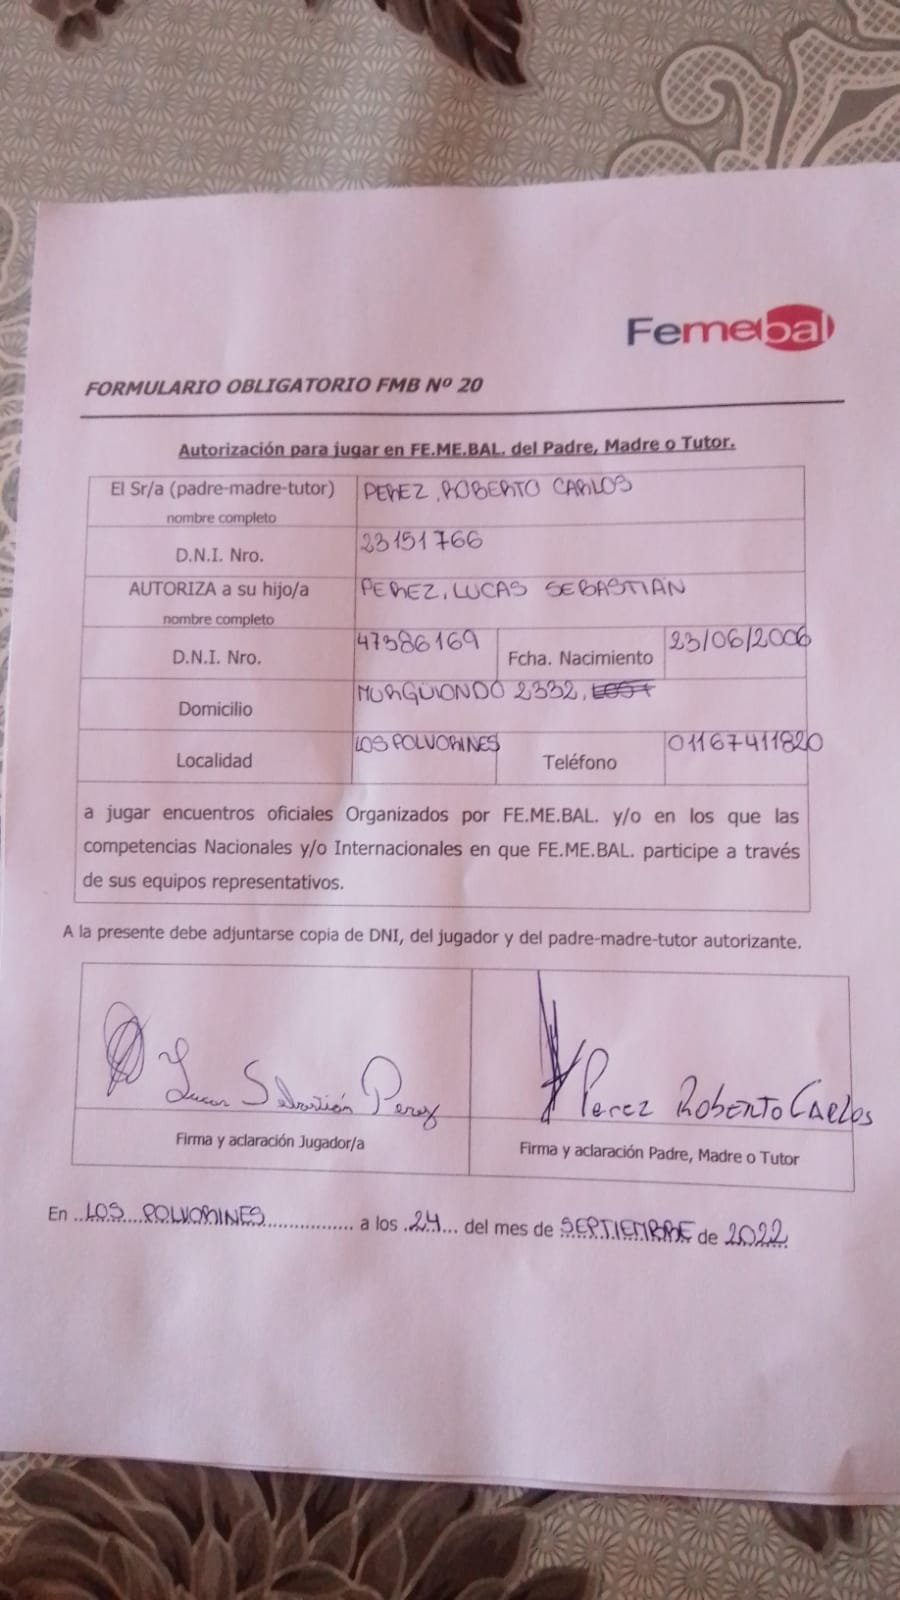 Femebal
FORMULARIO OBLIGATORIO FMB Nº 20
Autorización para jugar en FE.ME.BAL. del Padre, Madre o Tutor.
El Sr/a (padre-madre-tutor) PEREZ, ROBERTO CARLOS
nombre completo
D.N.I. Nro. 23151766
AUTORIZA a su hijo/a PEREZ, LUCAS SEBASTIAN
nombre completo
D.N.I. Nro. 47386169 Fcha. Nacimiento 23/06/2006
Domicilio MURGUIONDO 2332,
Localidad LOS POLVORINES Teléfono 01167411820
a jugar encuentros oficiales Organizados por FE.ME.BAL. y/o en los que las
competencias Nacionales y/o Internacionales en que FE.ME.BAL. participe a través
de sus equipos representativos.
A la presente debe adjuntarse copia de DNI, del jugador y del padre-madre-tutor autorizante.
Lucas Sebastián Perez Perez Roberto Carlos
Firma y aclaración Jugador/a Firma y aclaración Padre, Madre o Tutor
En ..LOS POLVORINES................ a los .24... del mes de SEPTIEMBRE de 2022